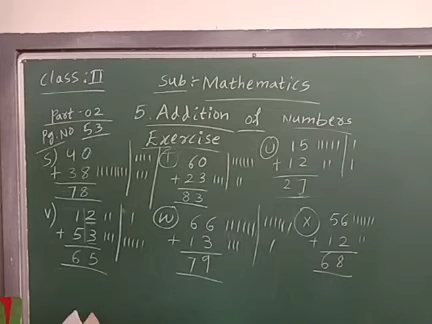 Class:- II Sub:- Mathematics
Part-02 5. Addition of Numbers
Pg.No 53 Exercise
S) 40 T 60 U 15
+ 38 + 23 + 12
78 83 27
V) 12 W 66 X 56
+ 53 + 13 + 12
65 79 68